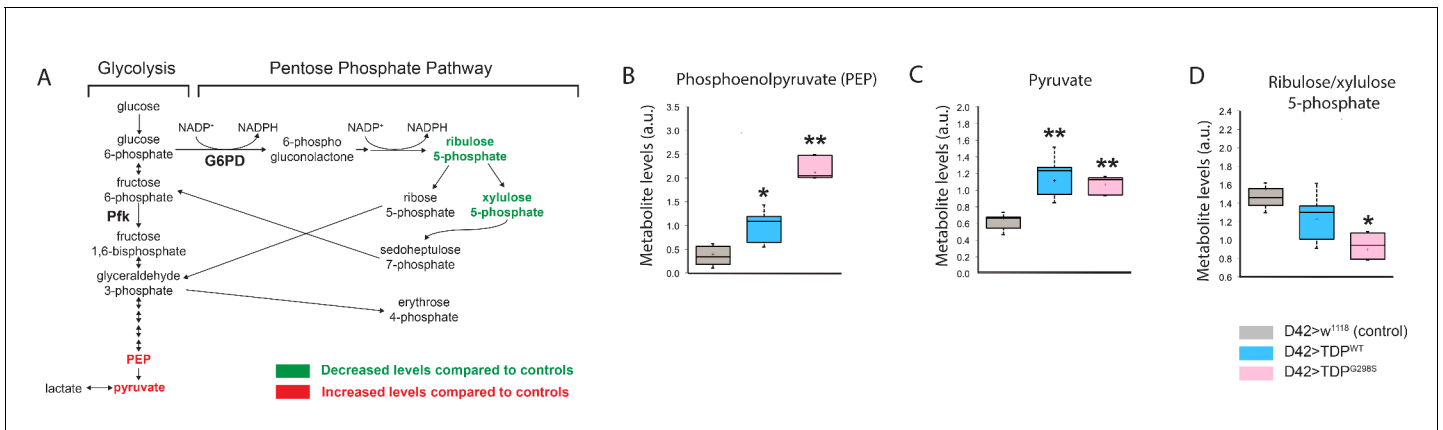 A
Glycolysis
Pentose Phosphate Pathway
glucose
NADP⁺
NADPH
NADP⁺
NADPH
glucose
6-phosphate
G6PD
6-phospho
gluconolactone
ribulose
5-phosphate
fructose
6-phosphate
ribose
5-phosphate
xylulose
5-phosphate
Pfk
fructose
1,6-bisphosphate
sedoheptulose
7-phosphate
glyceraldehyde
3-phosphate
erythrose
4-phosphate
PEP
lactate
pyruvate
Decreased levels compared to controls
Increased levels compared to controls
B
Phosphoenolpyruvate (PEP)
Metabolite levels (a.u.)
3.5
3.0
2.5
2.0
1.5
1.0
0.5
0.0
*
**
C
Pyruvate
Metabolite levels (a.u.)
2.0
1.8
1.6
1.4
1.2
1.0
0.8
0.6
0.4
0.2
0.0
**
**
D
Ribulose/xylulose
5-phosphate
Metabolite levels (a.u.)
2.4
2.2
2.0
1.8
1.6
1.4
1.2
1.0
0.8
0.6
*
D42>w¹¹¹⁸ (control)
D42>TDPᵂᵀ
D42>TDPᴳ²⁹⁸ˢ